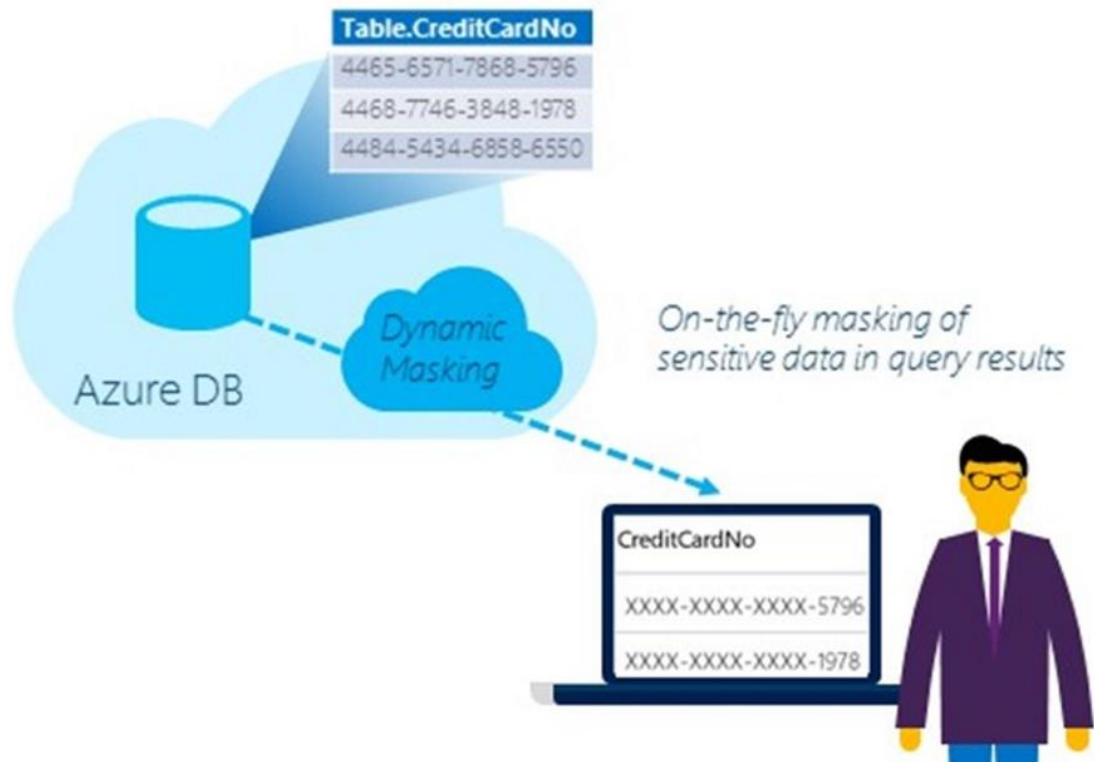 Table.CreditCardNo
4465-6571-7868-5796
4468-7746-3848-1978
4484-5434-6858-6550
Dynamic
Masking
Azure DB
On-the-fly masking of
sensitive data in query results
CreditCardNo
XXXX-XXXX-XXXX-5796
XXXX-XXXX-XXXX-1978